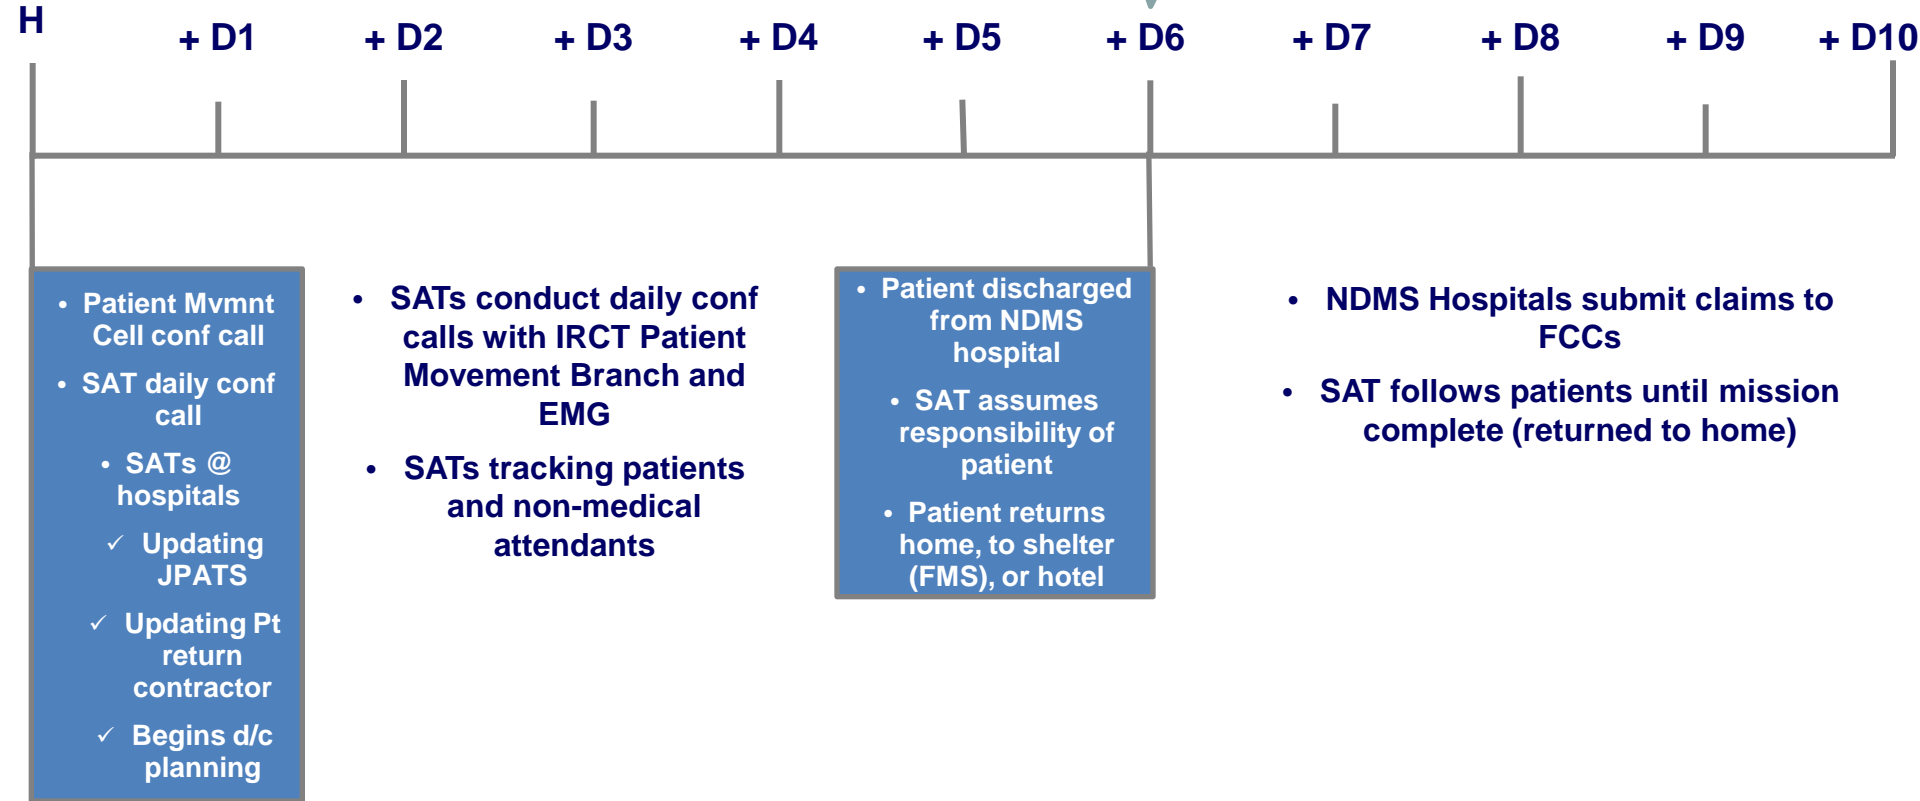 H
+ D1
+ D2
+ D3
+ D4
+ D5
+ D6
+ D7
+ D8
+ D9
+ D10
• Patient Mvmnt
Cell conf call
• SAT daily conf
call
• SATs @
hospitals
✓ Updating
JPATS
✓ Updating Pt
return
contractor
✓ Begins d/c
planning
• SATs conduct daily conf
calls with IRCT Patient
Movement Branch and
EMG
• SATs tracking patients
and non-medical
attendants
• Patient discharged
from NDMS
hospital
• SAT assumes
responsibility of
patient
• Patient returns
home, to shelter
(FMS), or hotel
• NDMS Hospitals submit claims to
FCCs
• SAT follows patients until mission
complete (returned to home)